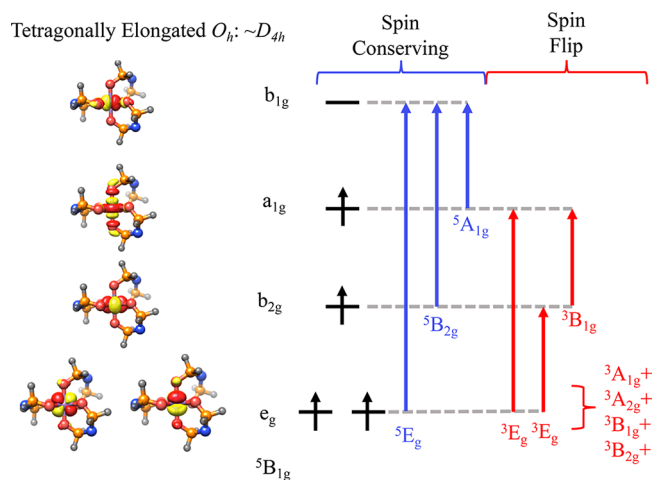 Tetragonally Elongated Oh: ~D4h
Spin
Conserving
Spin
Flip
b1g
a1g
5A1g
b2g
5B2g
3B1g
eg
5Eg
3Eg
3Eg
3A1g+
3A2g+
3B1g+
3B2g+
5B1g